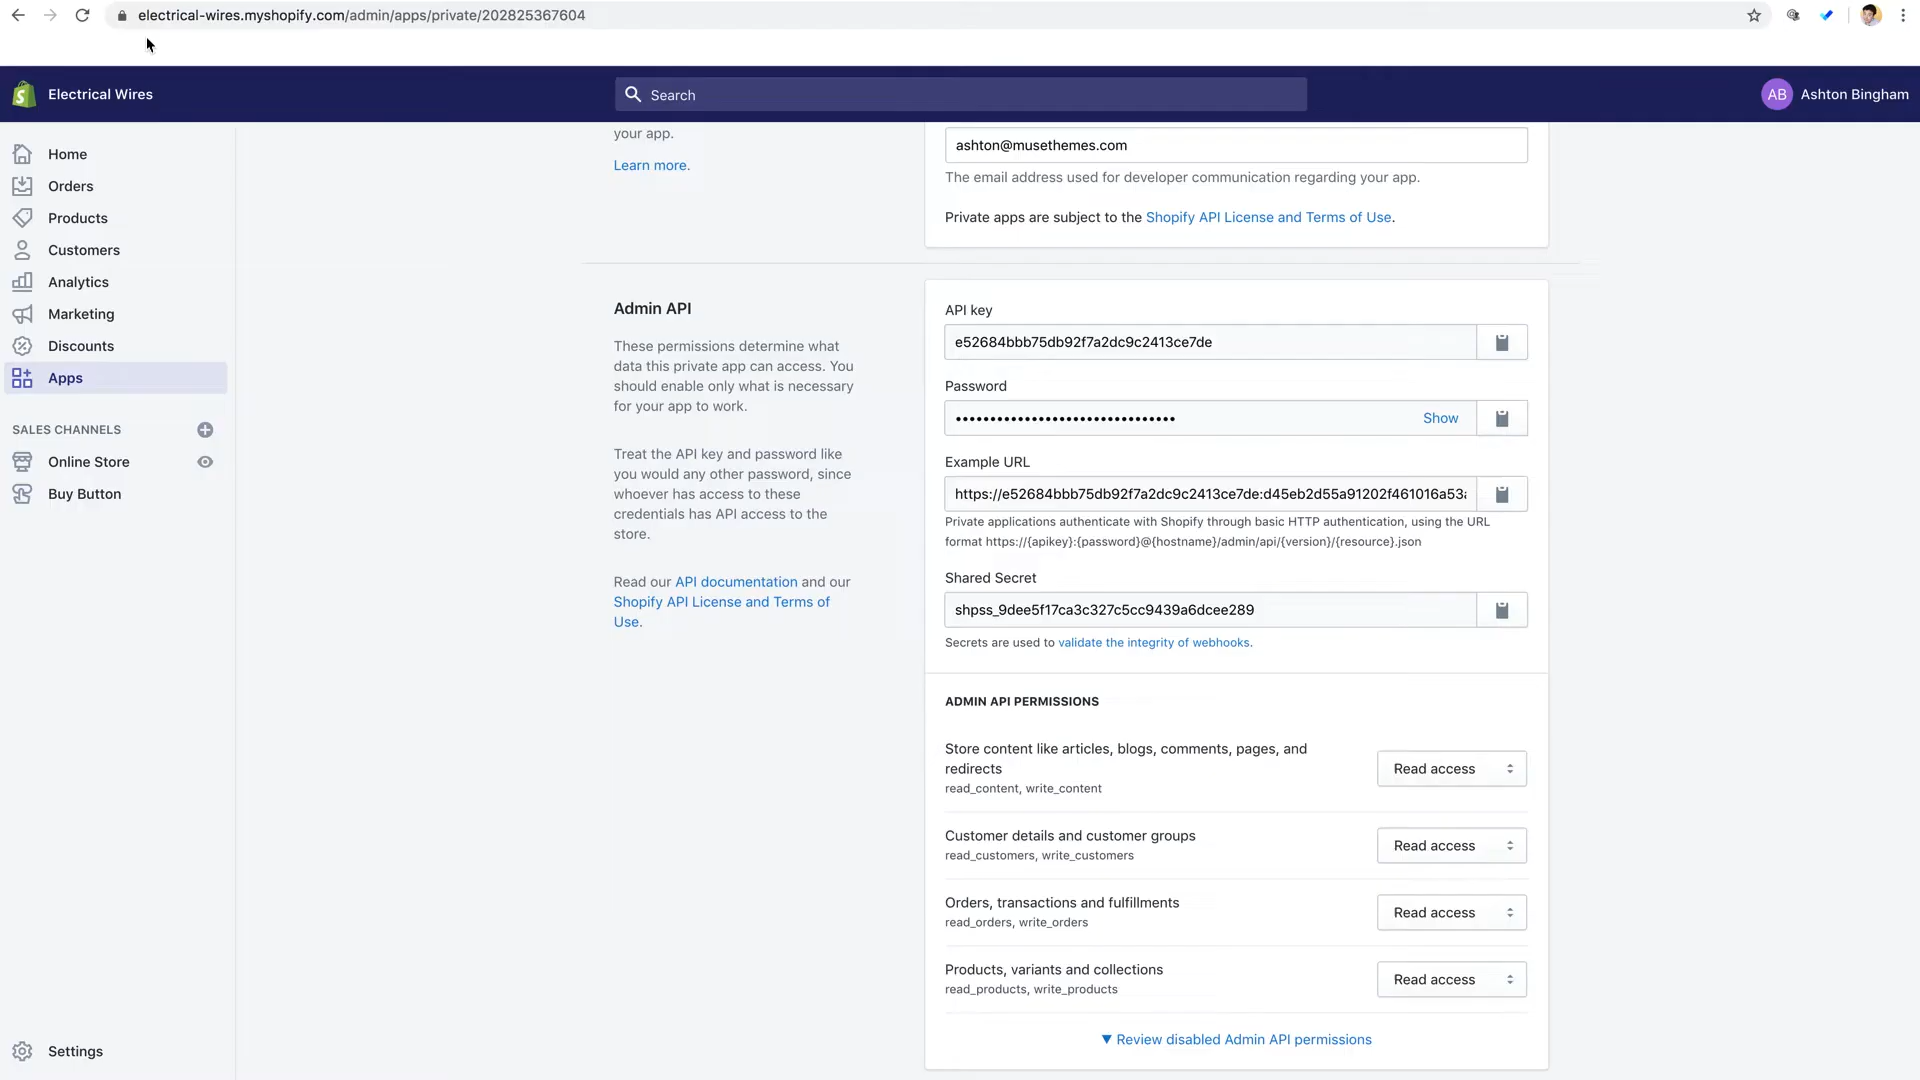 electrical-wires.myshopify.com/admin/apps/private/202825367604
Electrical Wires
Search
AB
Ashton Bingham
Home
Orders
Products
Customers
Analytics
Marketing
Discounts
Apps
SALES CHANNELS
Online Store
Buy Button
Settings
your app.
Learn more.
ashton@musethemes.com
The email address used for developer communication regarding your app.
Private apps are subject to the Shopify API License and Terms of Use.
Admin API
These permissions determine what
data this private app can access. You
should enable only what is necessary
for your app to work.
Treat the API key and password like
you would any other password, since
whoever has access to these
credentials has API access to the
store.
Read our API documentation and our
Shopify API License and Terms of
Use.
API key
e52684bbb75db92f7a2dc9c2413ce7de
Password
••••••••••••••••••••••••••••••••
Show
Example URL
https://e52684bbb75db92f7a2dc9c2413ce7de:d45eb2d55a91202f461016a53a
Private applications authenticate with Shopify through basic HTTP authentication, using the URL
format https://{apikey}:{password}@{hostname}/admin/api/{version}/{resource}.json
Shared Secret
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
Secrets are used to validate the integrity of webhooks.
ADMIN API PERMISSIONS
Store content like articles, blogs, comments, pages, and
redirects
read_content, write_content
Read access
Customer details and customer groups
read_customers, write_customers
Read access
Orders, transactions and fulfillments
read_orders, write_orders
Read access
Products, variants and collections
read_products, write_products
Read access
▼ Review disabled Admin API permissions